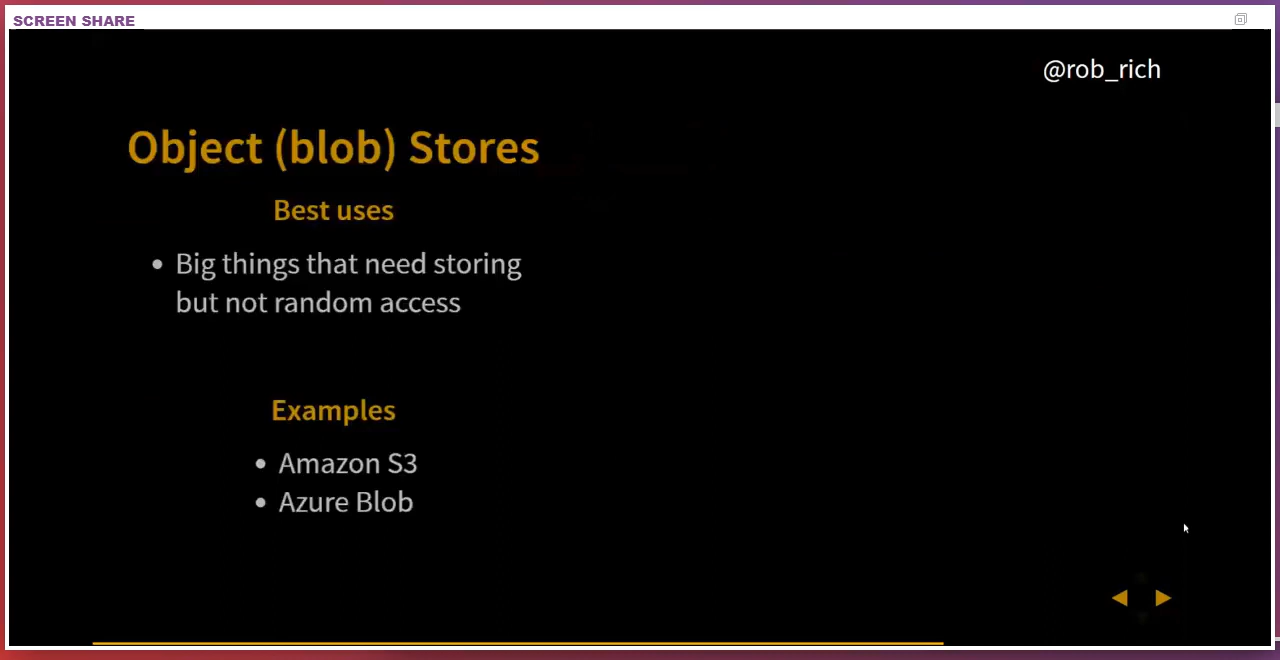 SCREEN SHARE
@rob_rich
Object (blob) Stores
Best uses
• Big things that need storing
but not random access
Examples
• Amazon S3
• Azure Blob